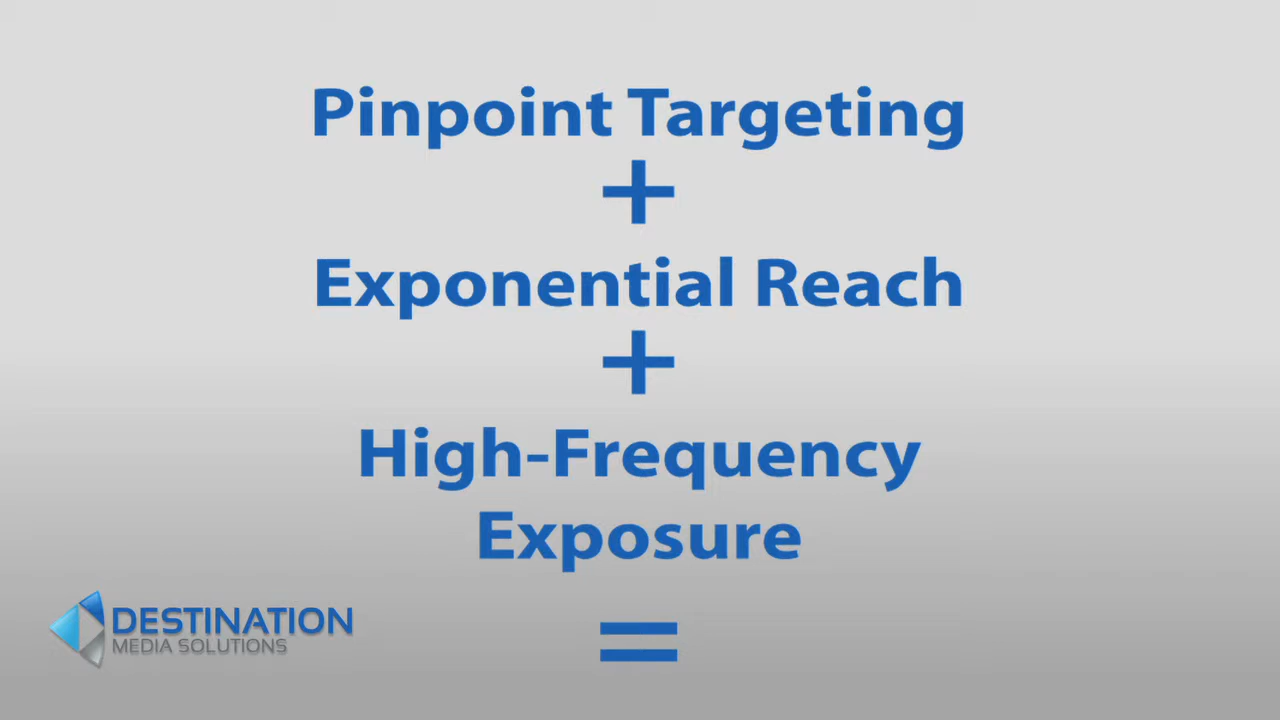 Pinpoint Targeting
+
Exponential Reach
+
High-Frequency
Exposure
=
DESTINATION
MEDIA SOLUTIONS